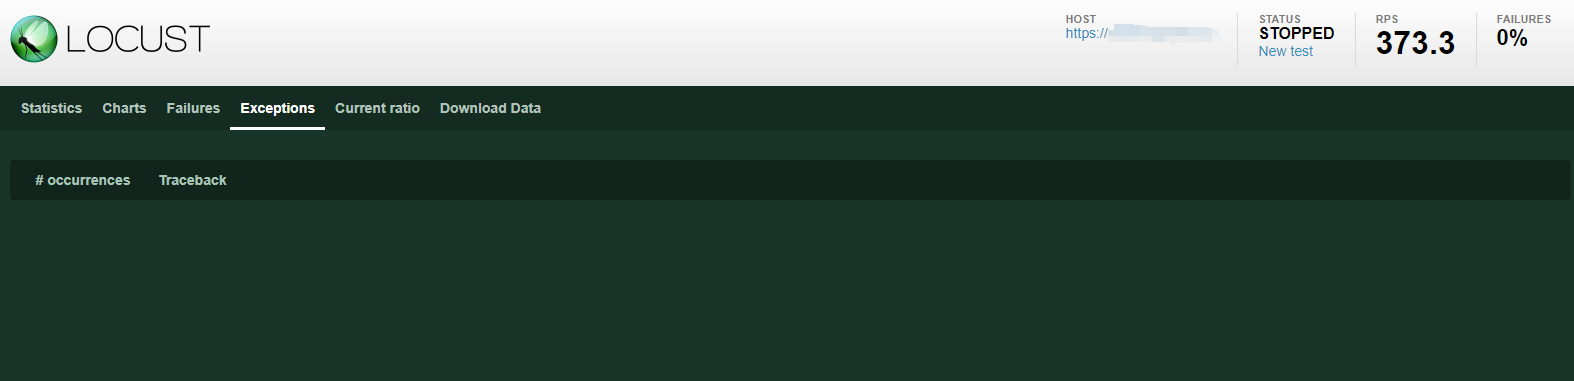 LOCUST
HOST
https://
STATUS
STOPPED
New test
RPS
373.3
FAILURES
0%
Statistics Charts Failures Exceptions Current ratio Download Data
# occurrences Traceback